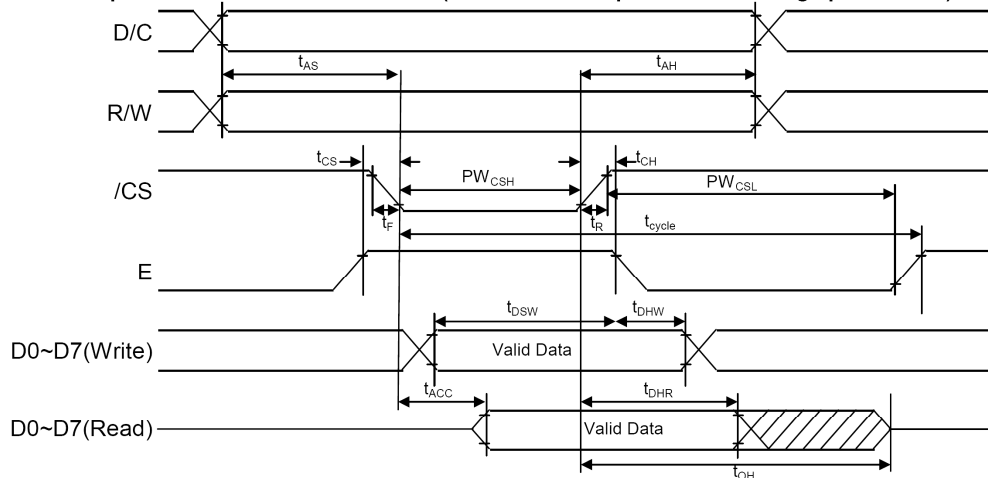 D/C
tAS
tAH
R/W
tCS
tCH
/CS
PWCSH
PWCSL
tF
tR
tcycle
E
tDSW
tDHW
D0~D7(Write)
Valid Data
tACC
tDHR
D0~D7(Read)
Valid Data
tOH